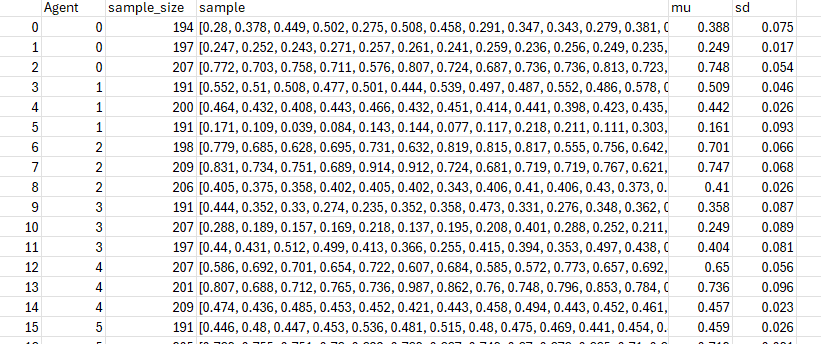 Agent sample_size sample mu sd
0 0 194 [0.28, 0.378, 0.449, 0.502, 0.275, 0.508, 0.458, 0.291, 0.347, 0.343, 0.279, 0.381, 0 0.388 0.075
1 0 197 [0.247, 0.252, 0.243, 0.271, 0.257, 0.261, 0.241, 0.259, 0.236, 0.256, 0.249, 0.235, 0.249 0.017
2 0 207 [0.772, 0.703, 0.758, 0.711, 0.576, 0.807, 0.724, 0.687, 0.736, 0.736, 0.813, 0.723, 0.748 0.054
3 1 191 [0.552, 0.51, 0.508, 0.477, 0.501, 0.444, 0.539, 0.497, 0.487, 0.552, 0.486, 0.578, 0 0.509 0.046
4 1 200 [0.464, 0.432, 0.408, 0.443, 0.466, 0.432, 0.451, 0.414, 0.441, 0.398, 0.423, 0.435, 0.442 0.026
5 1 191 [0.171, 0.109, 0.039, 0.084, 0.143, 0.144, 0.077, 0.117, 0.218, 0.211, 0.111, 0.303, 0.161 0.093
6 2 198 [0.779, 0.685, 0.628, 0.695, 0.731, 0.632, 0.819, 0.815, 0.817, 0.555, 0.756, 0.642, 0.701 0.066
7 2 209 [0.831, 0.734, 0.751, 0.689, 0.914, 0.912, 0.724, 0.681, 0.719, 0.719, 0.767, 0.621, 0.747 0.068
8 2 206 [0.405, 0.375, 0.358, 0.402, 0.405, 0.402, 0.343, 0.406, 0.41, 0.406, 0.43, 0.373, 0. 0.41 0.026
9 3 191 [0.444, 0.352, 0.33, 0.274, 0.235, 0.352, 0.358, 0.473, 0.331, 0.276, 0.348, 0.362, 0 0.358 0.087
10 3 207 [0.288, 0.189, 0.157, 0.169, 0.218, 0.137, 0.195, 0.208, 0.401, 0.288, 0.252, 0.211, 0.249 0.089
11 3 197 [0.44, 0.431, 0.512, 0.499, 0.413, 0.366, 0.255, 0.415, 0.394, 0.353, 0.497, 0.438, 0 0.404 0.081
12 4 207 [0.586, 0.692, 0.701, 0.654, 0.722, 0.607, 0.684, 0.585, 0.572, 0.773, 0.657, 0.692, 0.65 0.056
13 4 201 [0.807, 0.688, 0.712, 0.765, 0.736, 0.987, 0.862, 0.76, 0.748, 0.796, 0.853, 0.784, 0 0.736 0.096
14 4 209 [0.474, 0.436, 0.485, 0.453, 0.452, 0.421, 0.443, 0.458, 0.494, 0.443, 0.452, 0.461, 0.457 0.023
15 5 191 [0.446, 0.48, 0.447, 0.453, 0.536, 0.481, 0.515, 0.48, 0.475, 0.469, 0.441, 0.454, 0. 0.459 0.026